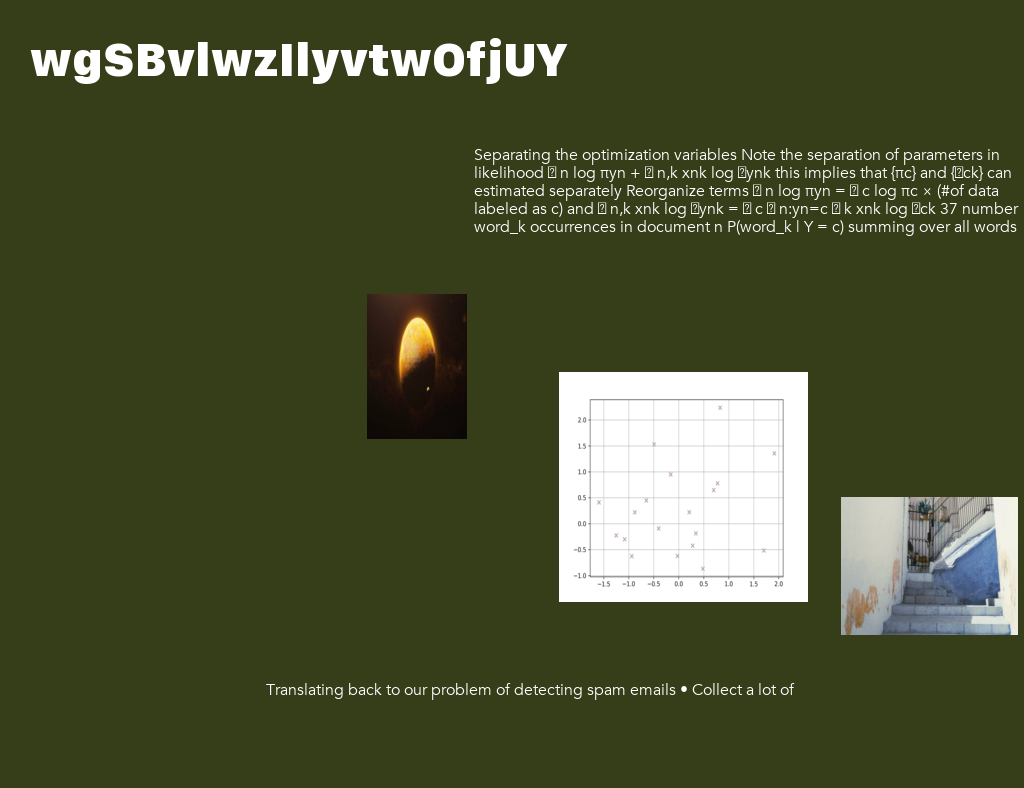 wgSBvlwzIlyvtwOfjUY
Separating the optimization variables Note the separation of parameters in
likelihood n log πyn + n,k xnk log ynk this implies that {πc} and {ck} can
estimated separately Reorganize terms n log πyn = c log πc × (#of data
labeled as c) and n,k xnk log ynk = c n:yn=c k xnk log ck 37 number
word_k occurrences in document n P(word_k | Y = c) summing over all words
2.0
1.5
1.0
0.5
0.0
−0.5
−1.0
−1.5 −1.0 −0.5 0.0 0.5 1.0 1.5 2.0
Translating back to our problem of detecting spam emails • Collect a lot of